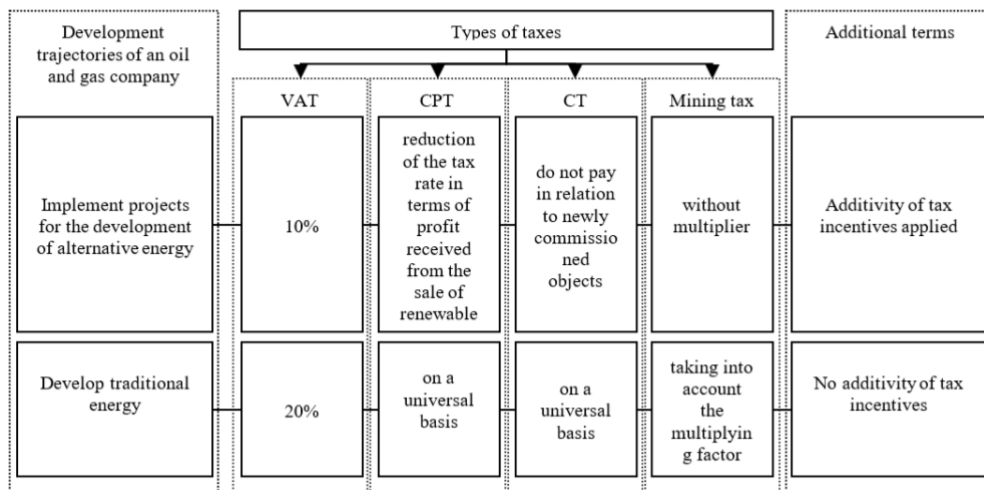 Development
trajectories of an oil
and gas company
Types of taxes
Additional terms
VAT
CPT
CT
Mining tax
Implement projects
for the development
of alternative energy
10%
reduction
of the tax
rate in
terms of
profit
received
from the
sale of
renewable
do not pay
in relation
to newly
commissio
ned
objects
without
multiplier
Additivity of tax
incentives applied
Develop traditional
energy
20%
on a
universal
basis
on a
universal
basis
taking into
account
the
multiplyin
g factor
No additivity of tax
incentives